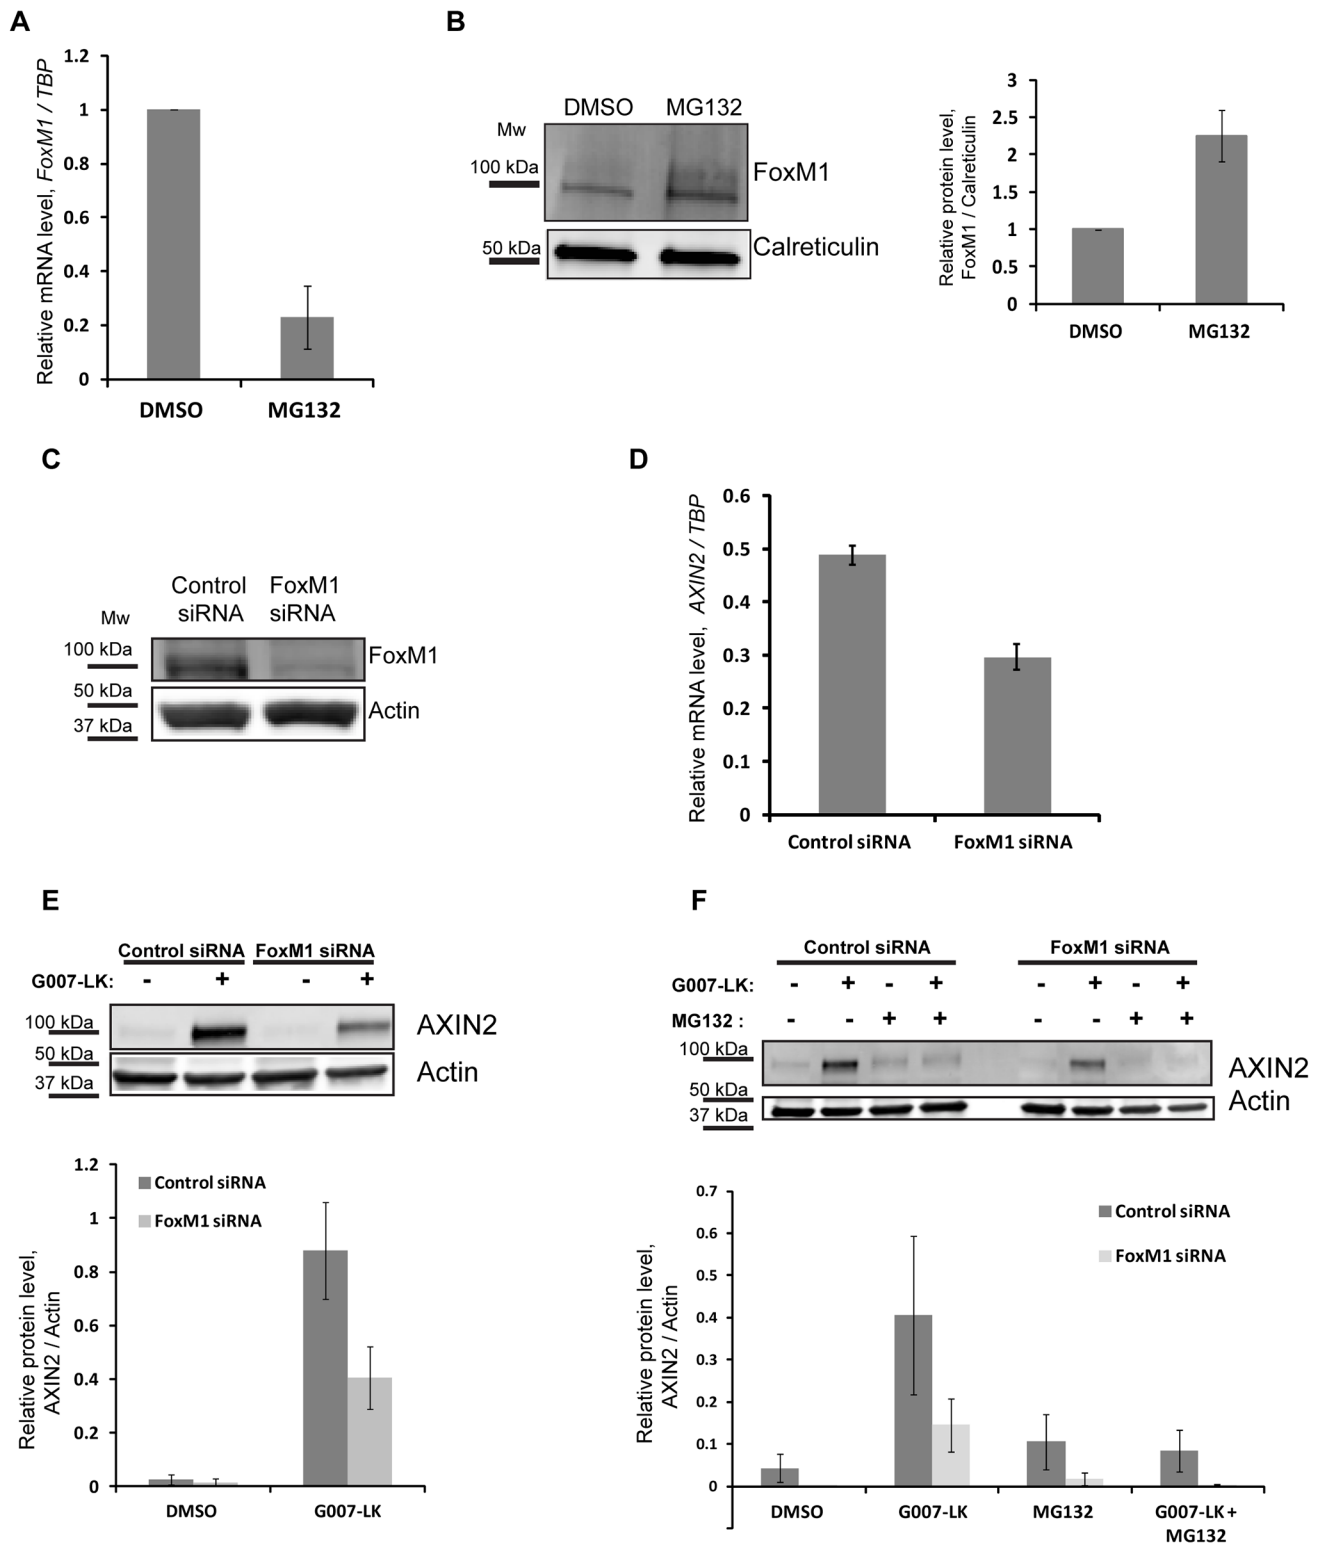 A
Relative mRNA level, FoxM1 / TBP
1.2
1
0.8
0.6
0.4
0.2
0
DMSO MG132
B
DMSO MG132
Mw
100 kDa
FoxM1
50 kDa
Calreticulin
Relative protein level,
FoxM1 / Calreticulin
3
2.5
2
1.5
1
0.5
0
DMSO MG132
C
Control FoxM1
siRNA siRNA
Mw
100 kDa
FoxM1
50 kDa
Actin
37 kDa
D
Relative mRNA level, AXIN2 / TBP
0.6
0.5
0.4
0.3
0.2
0.1
0
Control siRNA FoxM1 siRNA
E
Control siRNA FoxM1 siRNA
G007-LK: - + - +
100 kDa
AXIN2
50 kDa
Actin
37 kDa
Relative protein level,
AXIN2 / Actin
1.2
1
0.8
0.6
0.4
0.2
0
Control siRNA
FoxM1 siRNA
DMSO G007-LK
F
Control siRNA FoxM1 siRNA
G007-LK: - + - + - + - +
MG132 : - - + + - - + +
100 kDa
AXIN2
50 kDa
Actin
37 kDa
Relative protein level,
AXIN2 / Actin
0.7
0.6
0.5
0.4
0.3
0.2
0.1
0
Control siRNA
FoxM1 siRNA
DMSO G007-LK MG132 G007-LK +
MG132